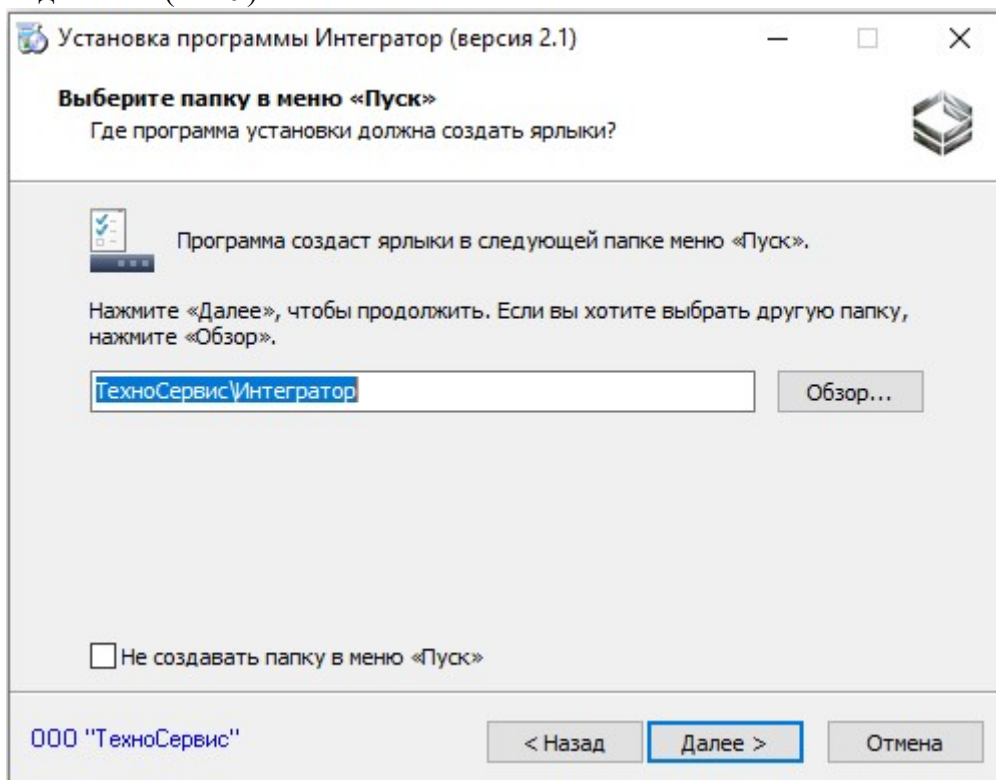 Установка программы Интегратор (версия 2.1)
Выберите папку в меню «Пуск»
Где программа установки должна создать ярлыки?
Программа создаст ярлыки в следующей папке меню «Пуск».
Нажмите «Далее», чтобы продолжить. Если вы хотите выбрать другую папку,
нажмите «Обзор».
ТехноСервис\Интегратор
Обзор...
Не создавать папку в меню «Пуск»
ООО "ТехноСервис"
< Назад
Далее >
Отмена